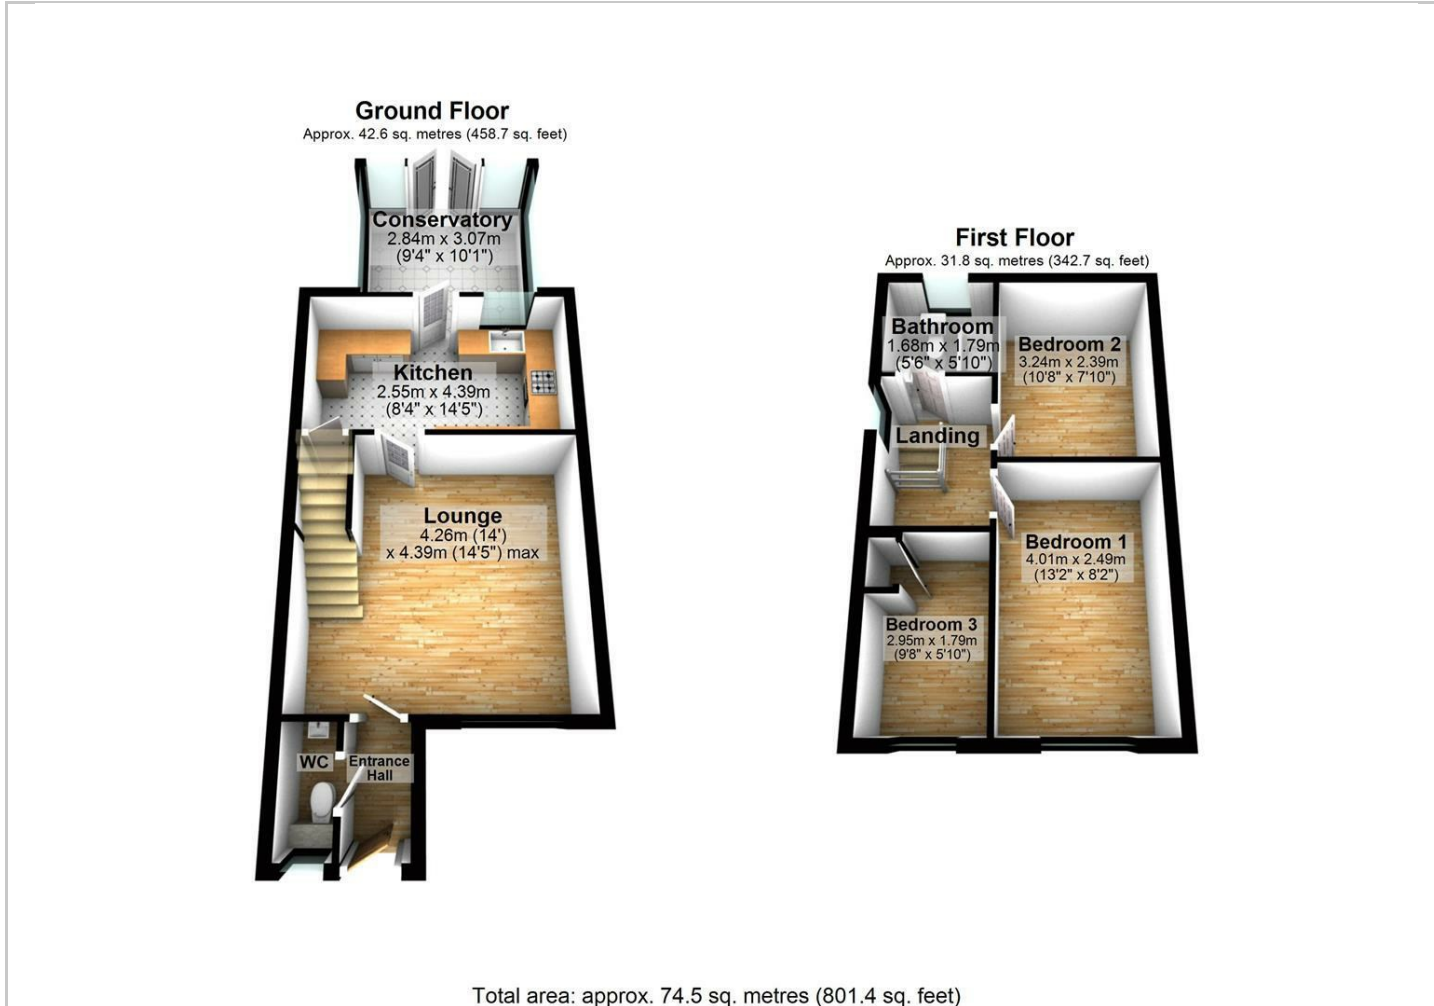 Ground Floor
Approx. 42.6 sq. metres (458.7 sq. feet)
Conservatory
2.84m x 3.07m
(9'4" x 10'1")
Kitchen
2.55m x 4.39m
(8'4" x 14'5")
Lounge
4.26m (14')
x 4.39m (14'5") max
WC
Entrance
Hall
First Floor
Approx. 31.8 sq. metres (342.7 sq. feet)
Bathroom
1.68m x 1.79m
(5'6" x 5'10")
Bedroom 2
3.24m x 2.39m
(10'8" x 7'10")
Landing
Bedroom 1
4.01m x 2.49m
(13'2" x 8'2")
Bedroom 3
2.95m x 1.79m
(9'8" x 5'10")
Total area: approx. 74.5 sq. metres (801.4 sq. feet)